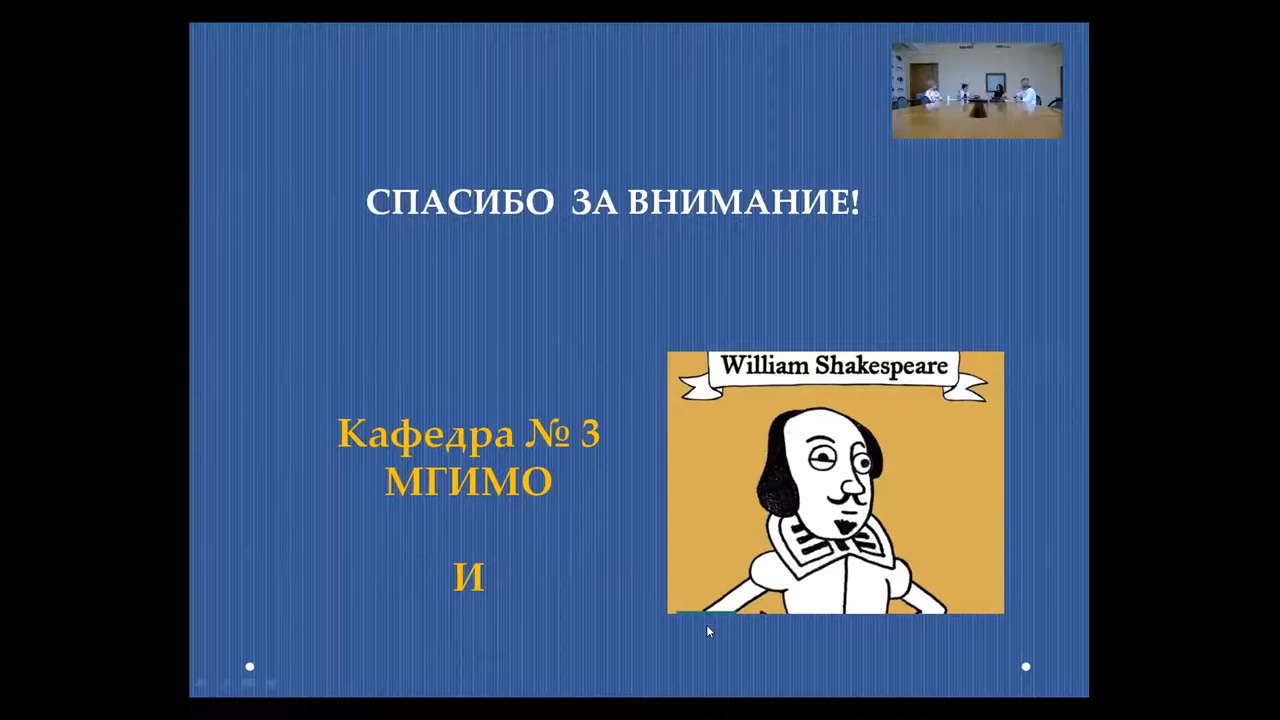 СПАСИБО ЗА ВНИМАНИЕ!
William Shakespeare
Кафедра № 3
МГИМО
И